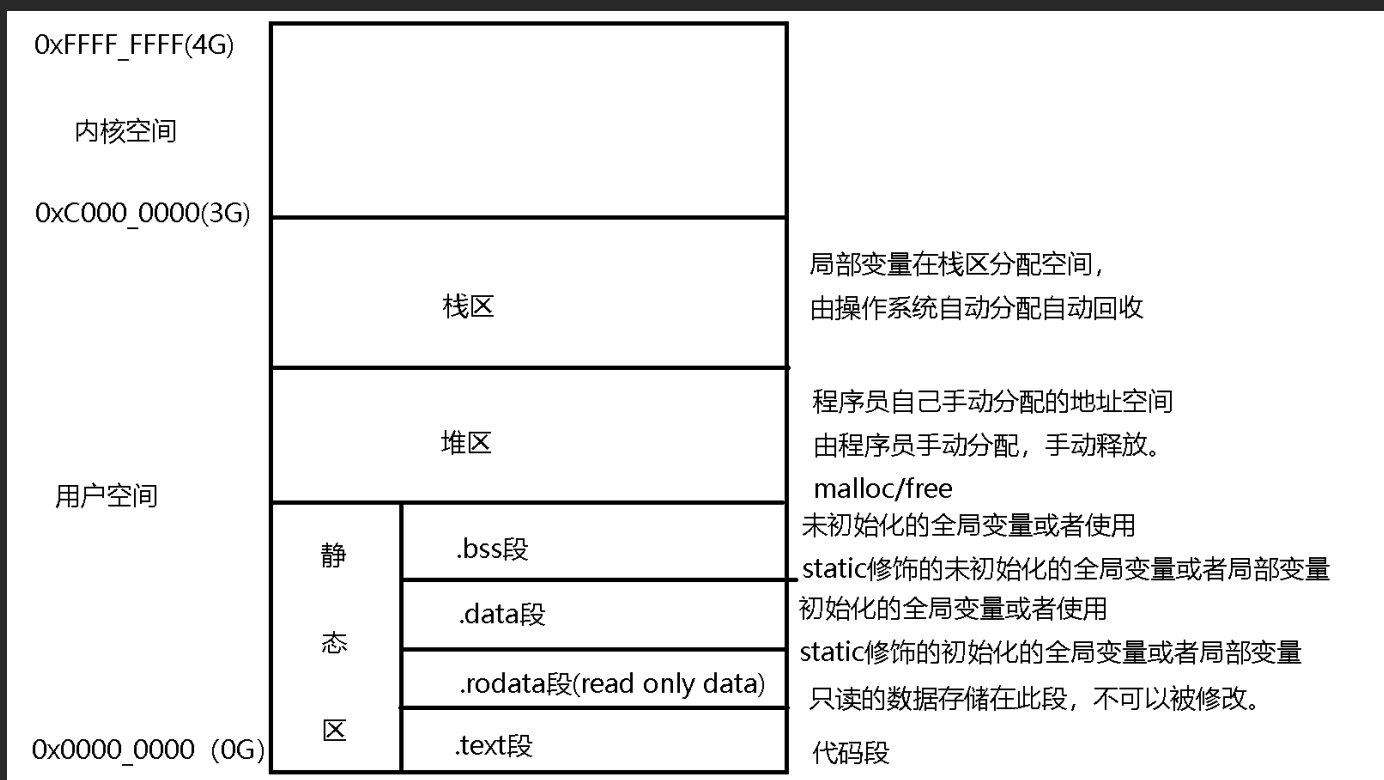 0xFFFF_FFFF(4G)
内核空间
0xC000_0000(3G)
局部变量在栈区分配空间，
栈区
由操作系统自动分配自动回收
程序员自己手动分配的地址空间
堆区
由程序员手动分配，手动释放。
malloc/free
用户空间
未初始化的全局变量或者使用
静
.bss段
static修饰的未初始化的全局变量或者局部变量
初始化的全局变量或者使用
.data段
态
static修饰的初始化的全局变量或者局部变量
.rodata段(read only data)
只读的数据存储在此段，不可以被修改。
区
0x0000_0000（0G）
.text段
代码段